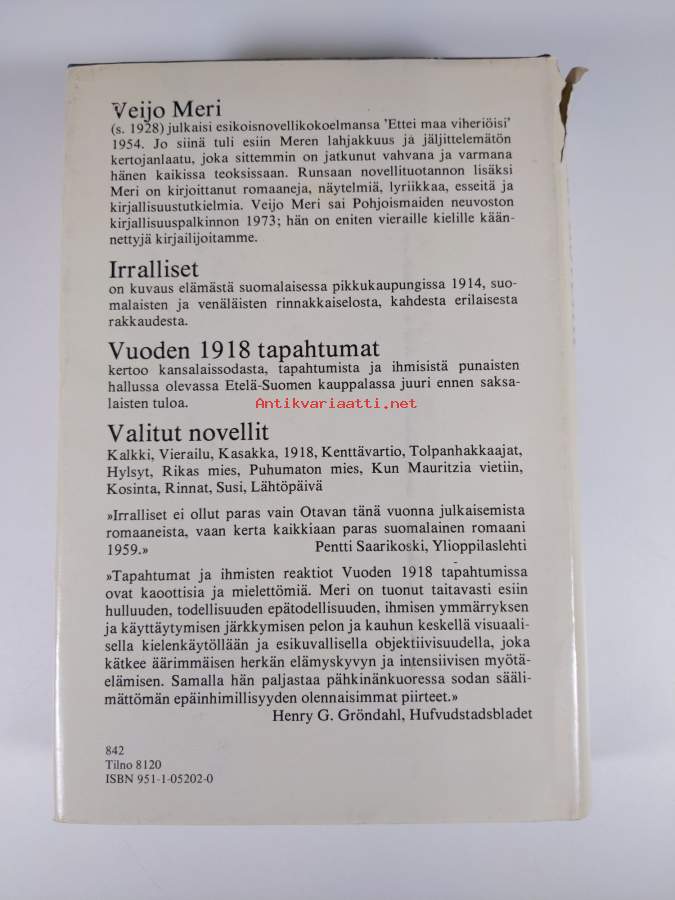 Veijo Meri
(s. 1928) julkaisi esikoisnovellikokoelmansa 'Ettei maa viheriöisi'
1954. Jo siinä tuli esiin Meren lahjakkuus ja jäljittelemätön
kertojanlaatu, joka sittemmin on jatkunut vahvana ja varmana
hänen kaikissa teoksissaan. Runsaan novellituotannon lisäksi
Meri on kirjoittanut romaaneja, näytelmiä, lyriikkaa, esseitä ja
kirjallisuustutkielmia. Veijo Meri sai Pohjoismaiden neuvoston
kirjallisuuspalkinnon 1973; hän on eniten vieraille kielille kään-
nettyjä kirjailijoitamme.
Irralliset
on kuvaus elämästä suomalaisessa pikkukaupungissa 1914, suo-
malaisten ja venäläisten rinnakkaiselosta, kahdesta erilaisesta
rakkaudesta.
Vuoden 1918 tapahtumat
kertoo kansalaissodasta, tapahtumista ja ihmisistä punaisten
hallussa olevassa Etelä-Suomen kauppalassa juuri ennen saksa-
laisten tuloa.
Antikvariaatti.net
Valitut novellit
Kalkki, Vierailu, Kasakka, 1918, Kenttävartio, Tolpanhakkaajat,
Hylsyt, Rikas mies, Puhumaton mies, Kun Mauritzia vietiin,
Kosinta, Rinnat, Susi, Lähtöpäivä
»Irralliset ei ollut paras vain Otavan tänä vuonna julkaisemista
romaaneista, vaan kerta kaikkiaan paras suomalainen romaani
1959.» Pentti Saarikoski, Ylioppilaslehti
»Tapahtumat ja ihmisten reaktiot Vuoden 1918 tapahtumissa
ovat kaoottisia ja mielettömiä. Meri on tuonut taitavasti esiin
hulluuden, todellisuuden epätodellisuuden, ihmisen ymmärryksen
ja käyttäytymisen järkkymisen pelon ja kauhun keskellä visuaali-
sella kielenkäytöllään ja esikuvallisella objektiivisuudella, joka
kätkee äärimmäisen herkän elämyskyvyn ja intensiivisen myötä-
elämisen. Samalla hän paljastaa pähkinänkuoressa sodan sääli-
mättömän epäinhimillisyyden olennaisimmat piirteet.»
Henry G. Gröndahl, Hufvudstadsbladet
842
Tilno 8120
ISBN 951-1-05202-0